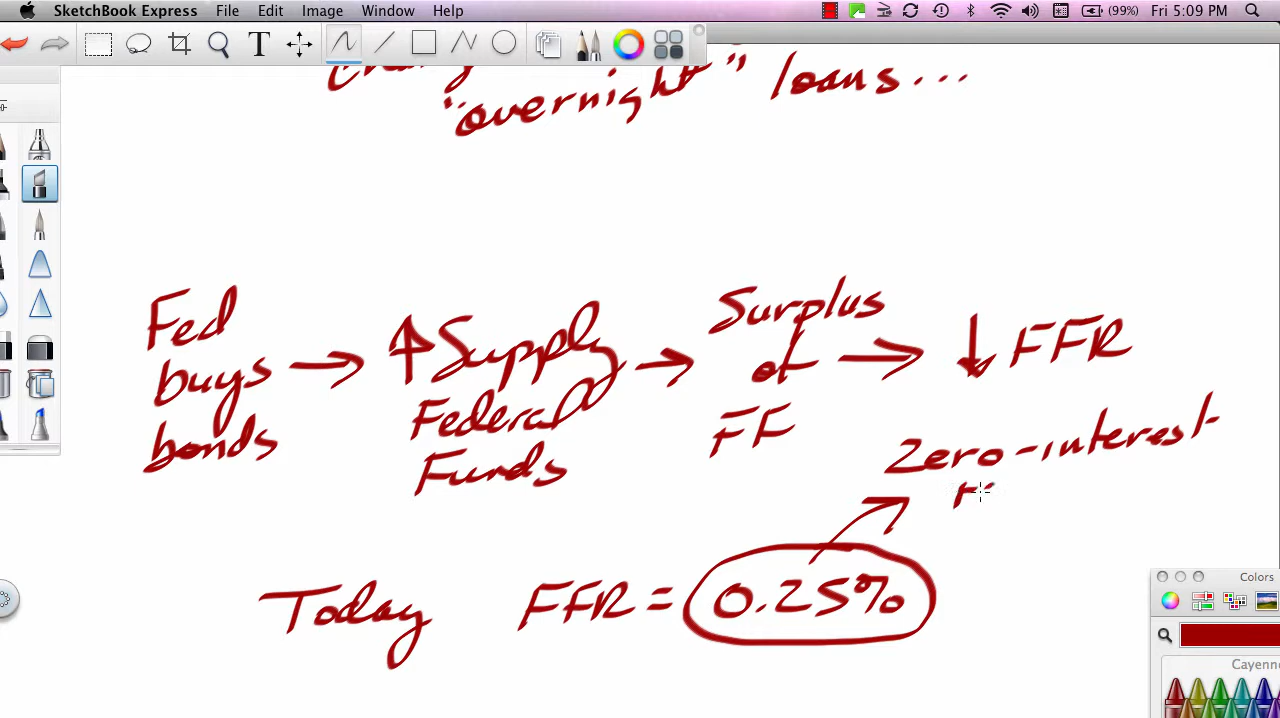 SketchBook Express File Edit Image Window Help (99%) Fri 5:09 PM
T
"overnight" loans...
Fed buys bonds → ↑ Supply Federal Funds → Surplus of FF → ↓ FFR
Zero-interest
Today FFR = 0.25%
Colors
Cayenne